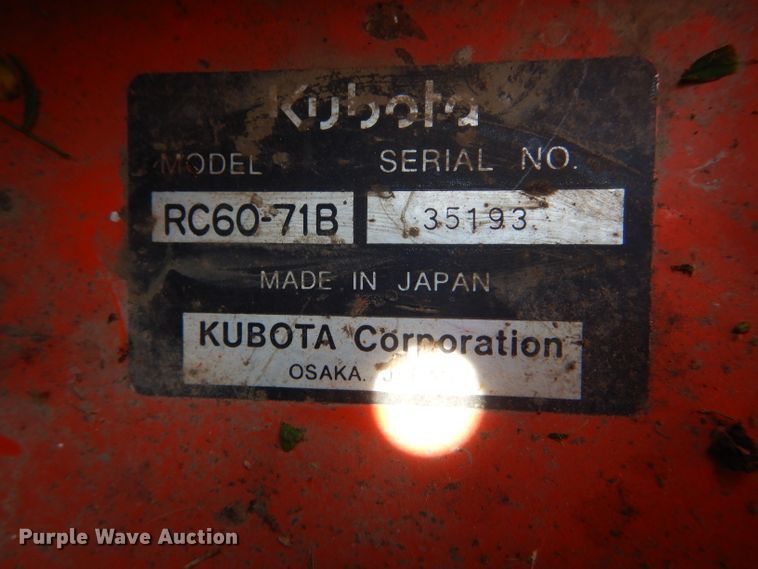 Kubota
MODEL SERIAL NO.
RC60-71B 35193
MADE IN JAPAN
KUBOTA Corporation
OSAKA.
Purple Wave Auction